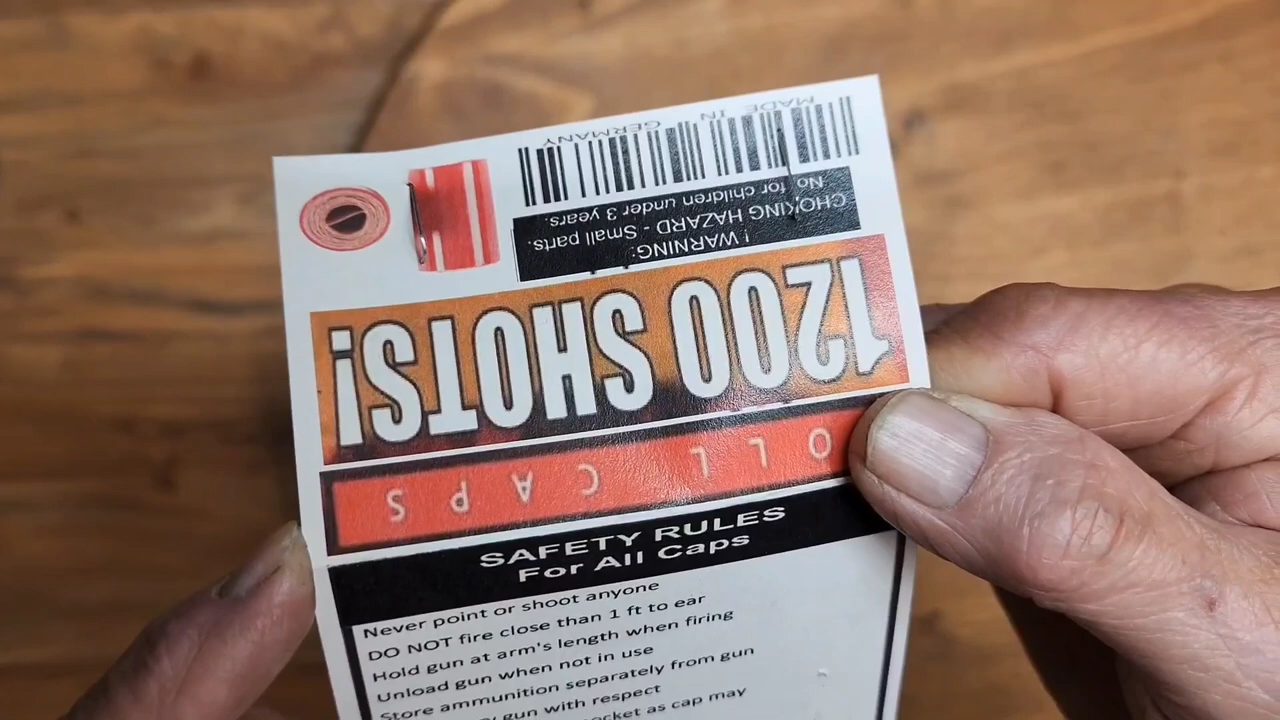 MADE IN GERMANY
! WARNING:
CHOKING HAZARD - Small parts.
No for children under 3 years.
1200 SHOTS!
OLL CAPS
SAFETY RULES
For All Caps
Never point or shoot anyone
DO NOT fire close than 1 ft to ear
Hold gun at arm's length when firing
Unload gun when not in use
Store ammunition separately from gun
gun with respect
as cap may